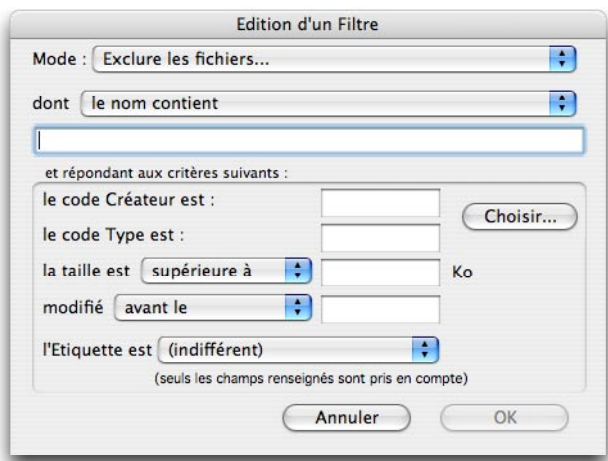 Edition d'un Filtre
Mode : Exclure les fichiers...
dont le nom contient
et répondant aux critères suivants :
le code Créateur est :
Choisir...
le code Type est :
la taille est supérieure à Ko
modifié avant le
l'Etiquette est (indifférent)
(seuls les champs renseignés sont pris en compte)
Annuler OK